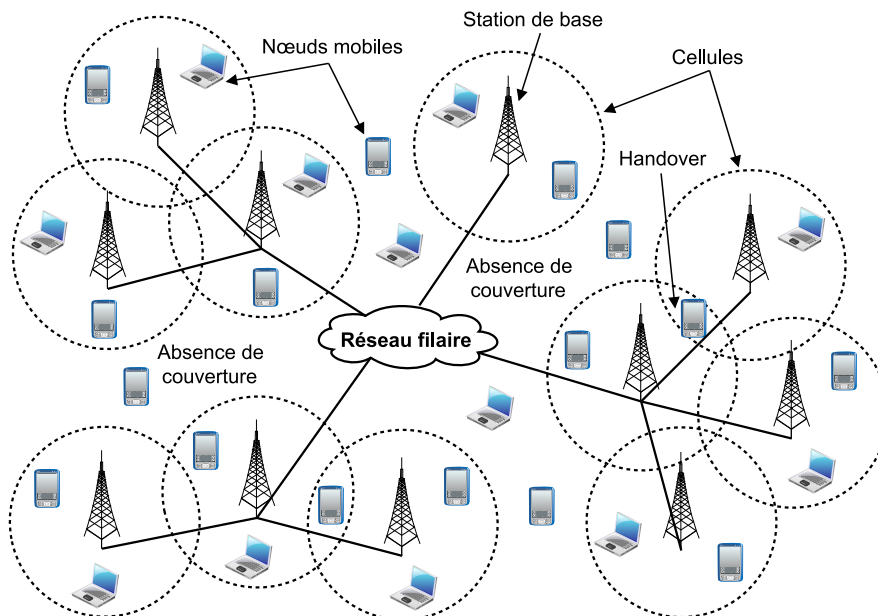 Station de base
Nœuds mobiles
Cellules
Handover
Absence de
couverture
Réseau filaire
Absence de
couverture